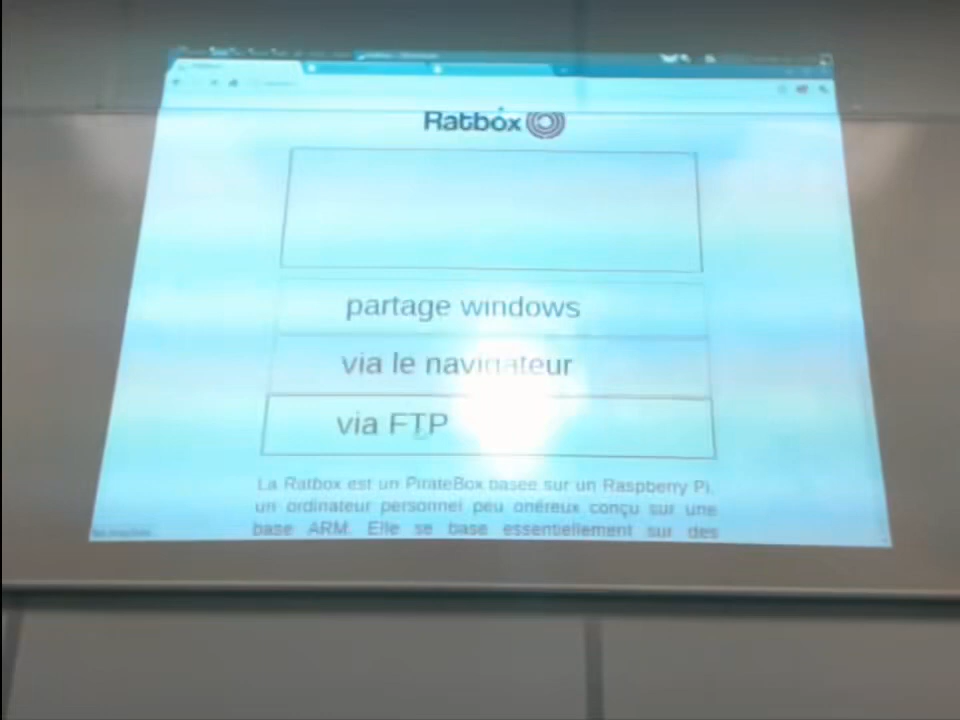 Ratbox
partage windows
via le navigateur
via FTP
La Ratbox est un PirateBox basée sur un Raspberry Pi,
un ordinateur personnel peu onéreux conçu sur une
base ARM. Elle se base essentiellement sur des